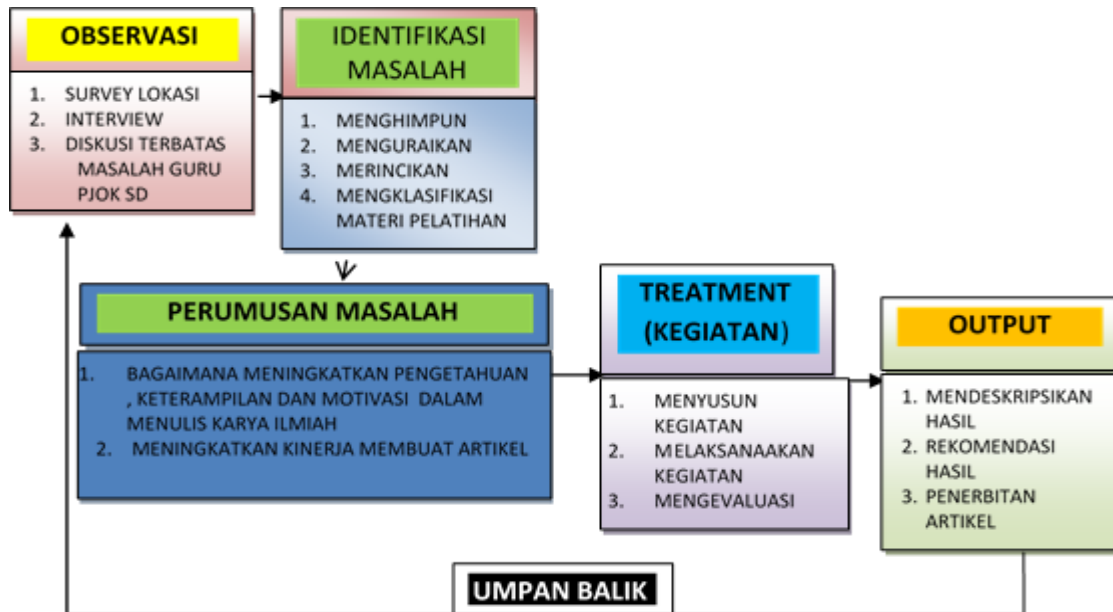 OBSERVASI
1. SURVEY LOKASI
2. INTERVIEW
3. DISKUSI TERBATAS
MASALAH GURU
PJOK SD
IDENTIFIKASI
MASALAH
1. MENGHIMPUN
2. MENGURAIKAN
3. MERINCIKAN
4. MENGKLASIFIKASI
MATERI PELATIHAN
PERUMUSAN MASALAH
1. BAGAIMANA MENINGKATKAN PENGETAHUAN
, KETERAMPILAN DAN MOTIVASI DALAM
MENULIS KARYA ILMIAH
2. MENINGKATKAN KINERJA MEMBUAT ARTIKEL
TREATMENT
(KEGIATAN)
1. MENYUSUN
KEGIATAN
2. MELAKSANAAKAN
KEGIATAN
3. MENGEVALUASI
OUTPUT
1. MENDESKRIPSIKAN
HASIL
2. REKOMENDASI
HASIL
3. PENERBITAN
ARTIKEL
UMPAN BALIK